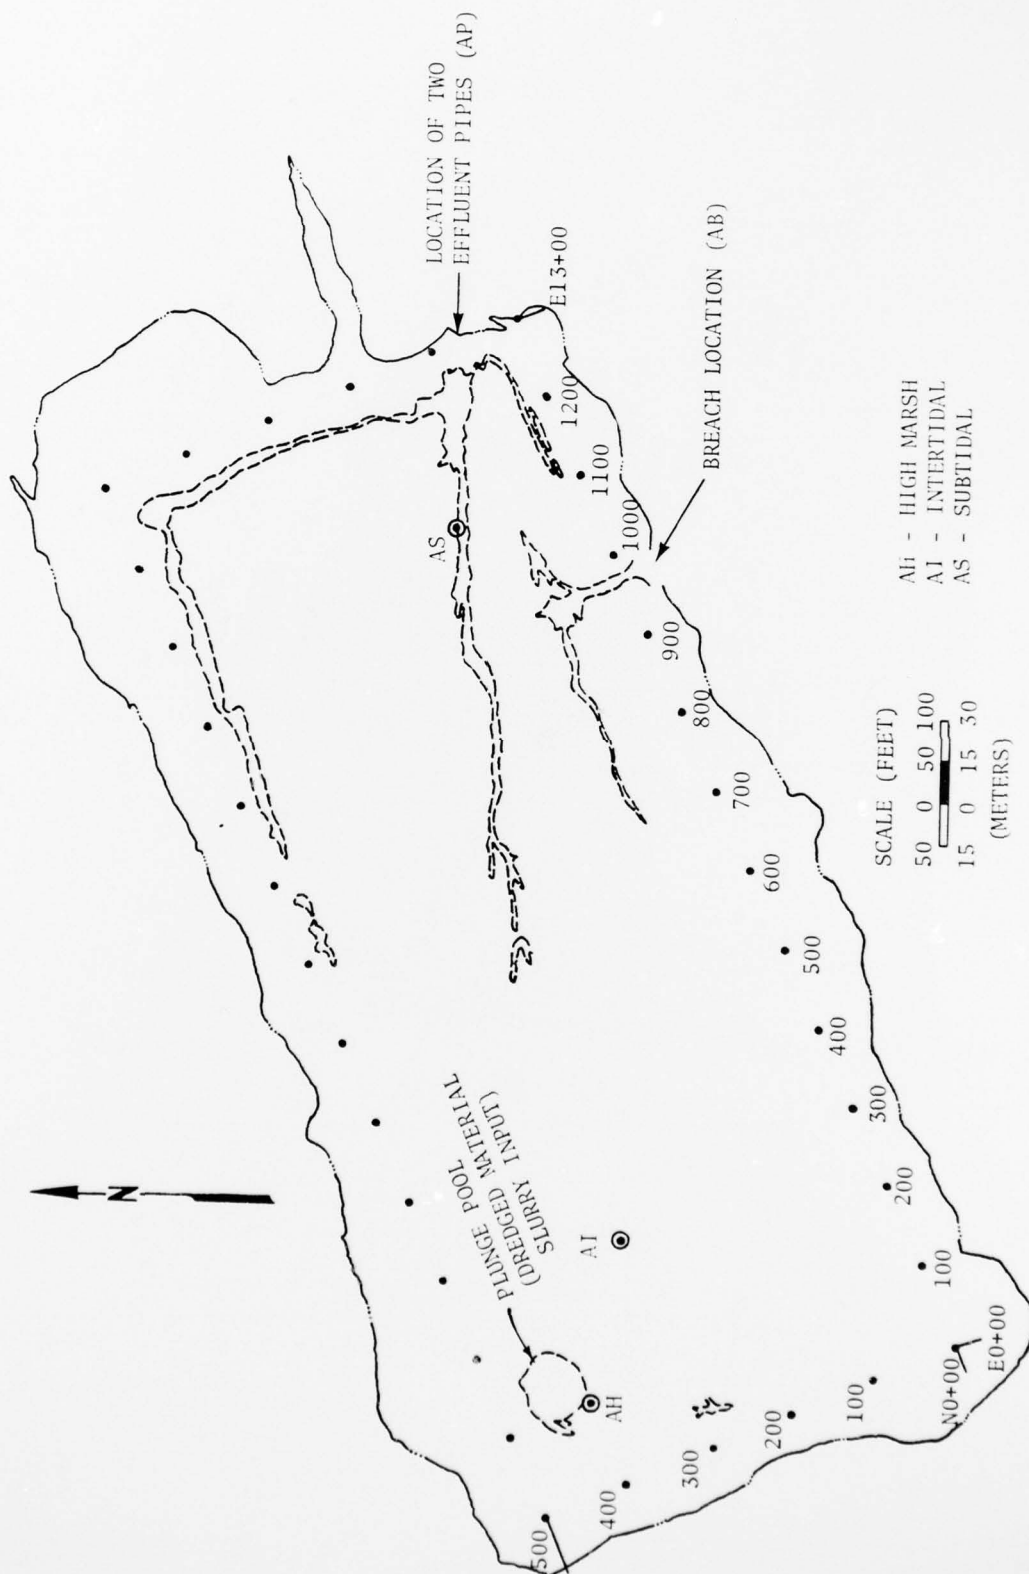 LOCATION OF TWO
EFFLUENT PIPES (AP)
E13+00
BREACH LOCATION (AB)
1200
1100
1000
900
800
700
600
500
400
300
200
100
E0+00
N0+00
100
200
300
400
500
AS
AI
AH
PLUNGE POOL
(DREDGED MATERIAL
SLURRY INPUT)
N
AH - HIGH MARSH
AI - INTERTIDAL
AS - SUBTIDAL
SCALE (FEET)
50 0 50 100
15 0 15 30
(METERS)